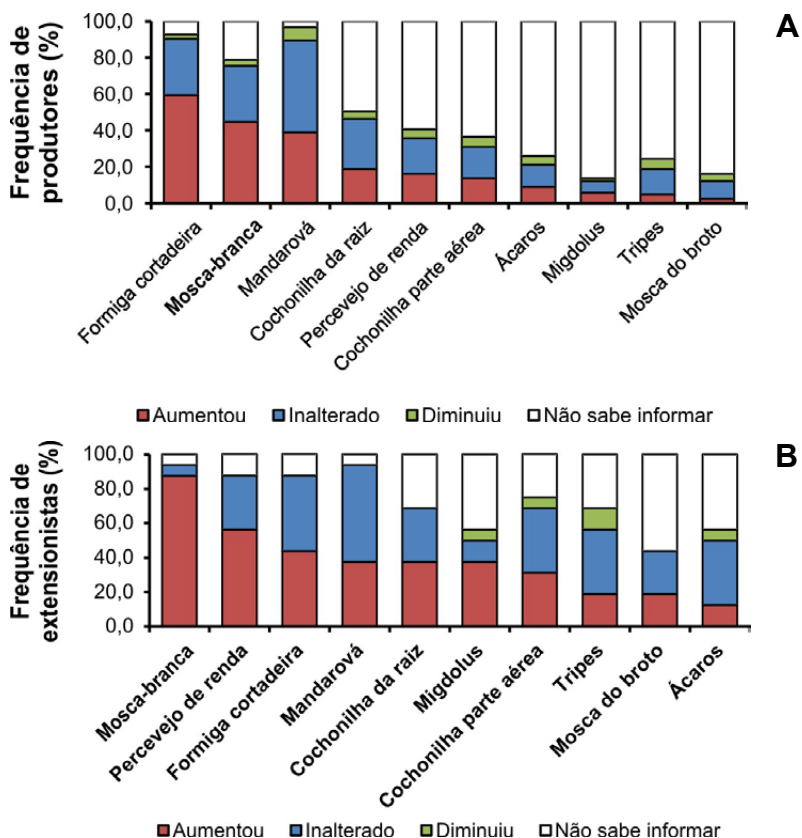 A
Frequência de
produtores (%)
100,0
80,0
60,0
40,0
20,0
0,0
Formiga cortadeira
Mosca-branca
Mandarová
Cochonilha da raiz
Percevejo de renda
Cochonilha parte aérea
Ácaros
Migdolus
Tripes
Mosca do broto
Aumentou Inalterado Diminuiu Não sabe informar
B
Frequência de
extensionistas (%)
100,0
80,0
60,0
40,0
20,0
0,0
Mosca-branca
Percevejo de renda
Formiga cortadeira
Mandarová
Cochonilha da raiz
Migdolus
Cochonilha parte aérea
Tripes
Mosca do broto
Ácaros
Aumentou Inalterado Diminuiu Não sabe informar